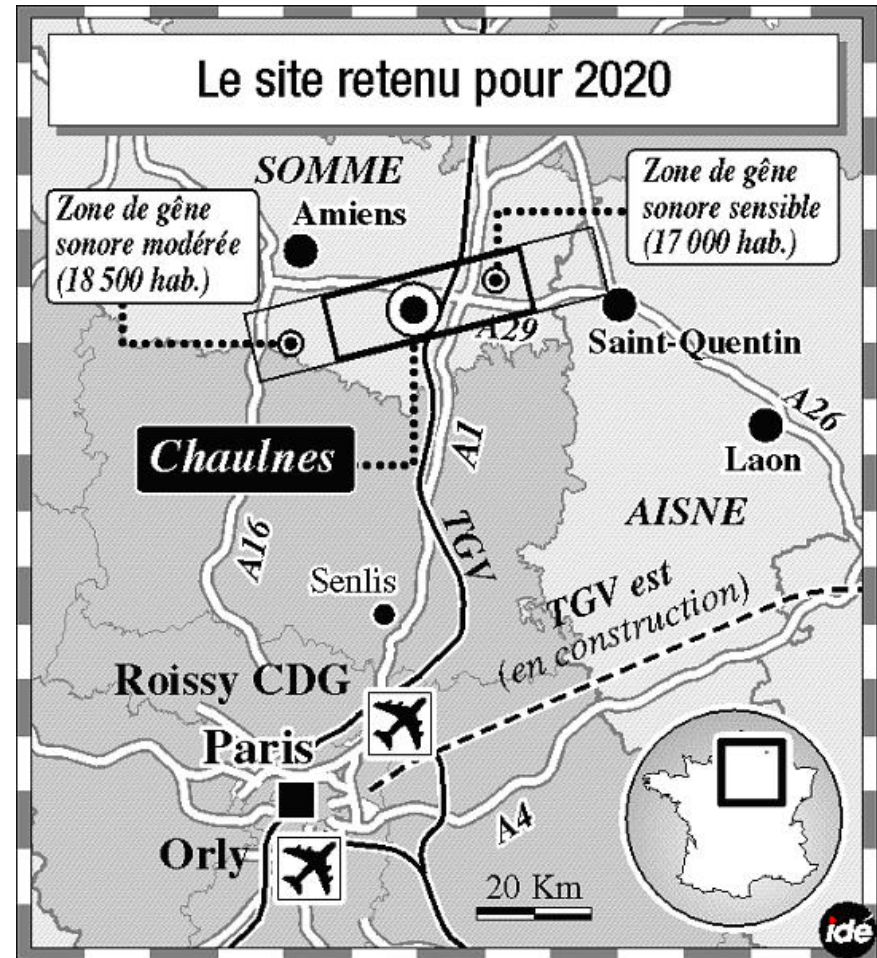 Le site retenu pour 2020
SOMME
Amiens
Zone de gêne
sonore modérée
(18 500 hab.)
Zone de gêne
sonore sensible
(17 000 hab.)
A29
Saint-Quentin
A26
Laon
Chaulnes
A1
AISNE
A16
TGV
Senlis
TGV est
(en construction)
Roissy CDG
Paris
Orly
A4
20 Km
idé